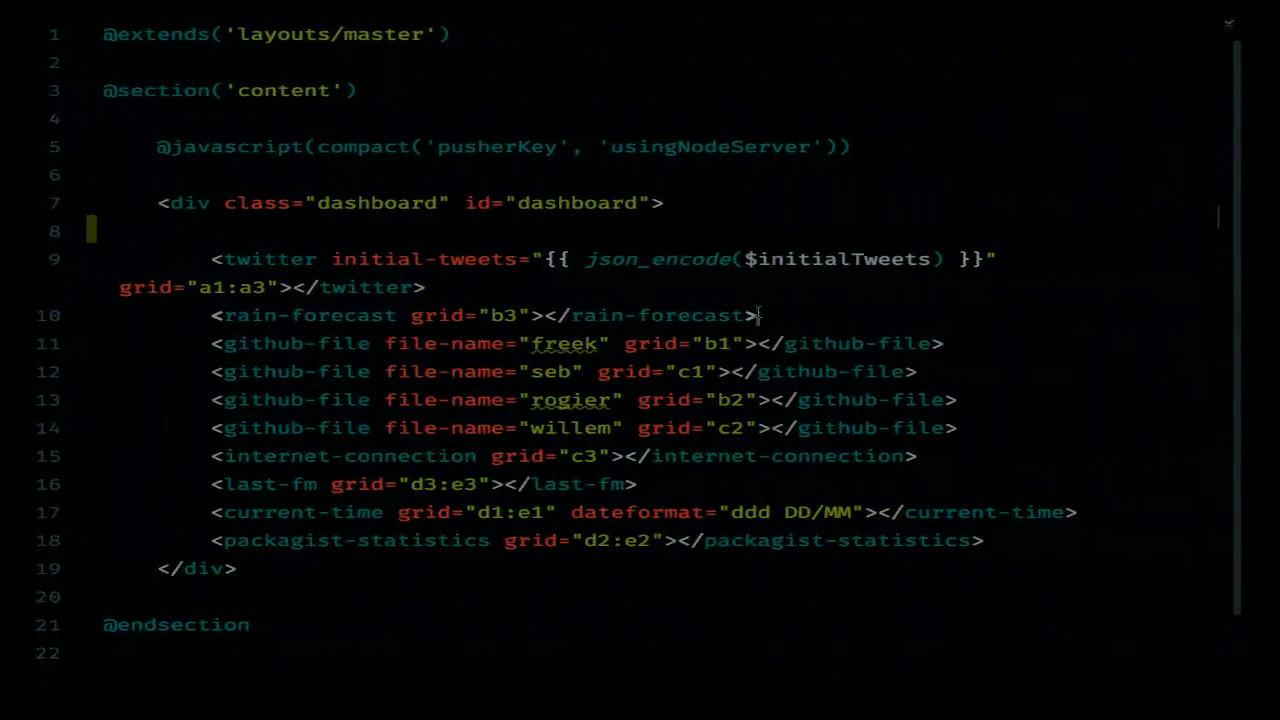 1 @extends('layouts/master')
2
3 @section('content')
4
5 @javascript(compact('pusherKey', 'usingNodeServer'))
6
7 <div class="dashboard" id="dashboard">
8
9 <twitter initial-tweets="{{ json_encode($initialTweets) }}"
grid="a1:a3"></twitter>
10 <rain-forecast grid="b3"></rain-forecast>
11 <github-file file-name="freek" grid="b1"></github-file>
12 <github-file file-name="seb" grid="c1"></github-file>
13 <github-file file-name="rogier" grid="b2"></github-file>
14 <github-file file-name="willem" grid="c2"></github-file>
15 <internet-connection grid="c3"></internet-connection>
16 <last-fm grid="d3:e3"></last-fm>
17 <current-time grid="d1:e1" dateformat="ddd DD/MM"></current-time>
18 <packagist-statistics grid="d2:e2"></packagist-statistics>
19 </div>
20
21 @endsection
22